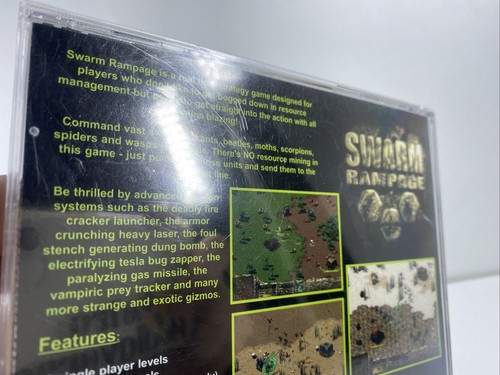 Swarm Rampage is a real time strategy game designed for
players who don't like to get bogged down in resource
management but to get straight into the action with all
blazing!
Command vast ants, beetles, moths, scorpions,
spiders and wasps There's NO resource mining in
this game - just these units and send them to the
line.
Be thrilled by advanced
systems such as the deadly fire
cracker launcher, the armor
crunching heavy laser, the foul
stench generating dung bomb, the
electrifying tesla bug zapper, the
paralyzing gas missile, the
vampiric prey tracker and many
more strange and exotic gizmos.
Features:
single player levels
SWARM
RAMPAGE